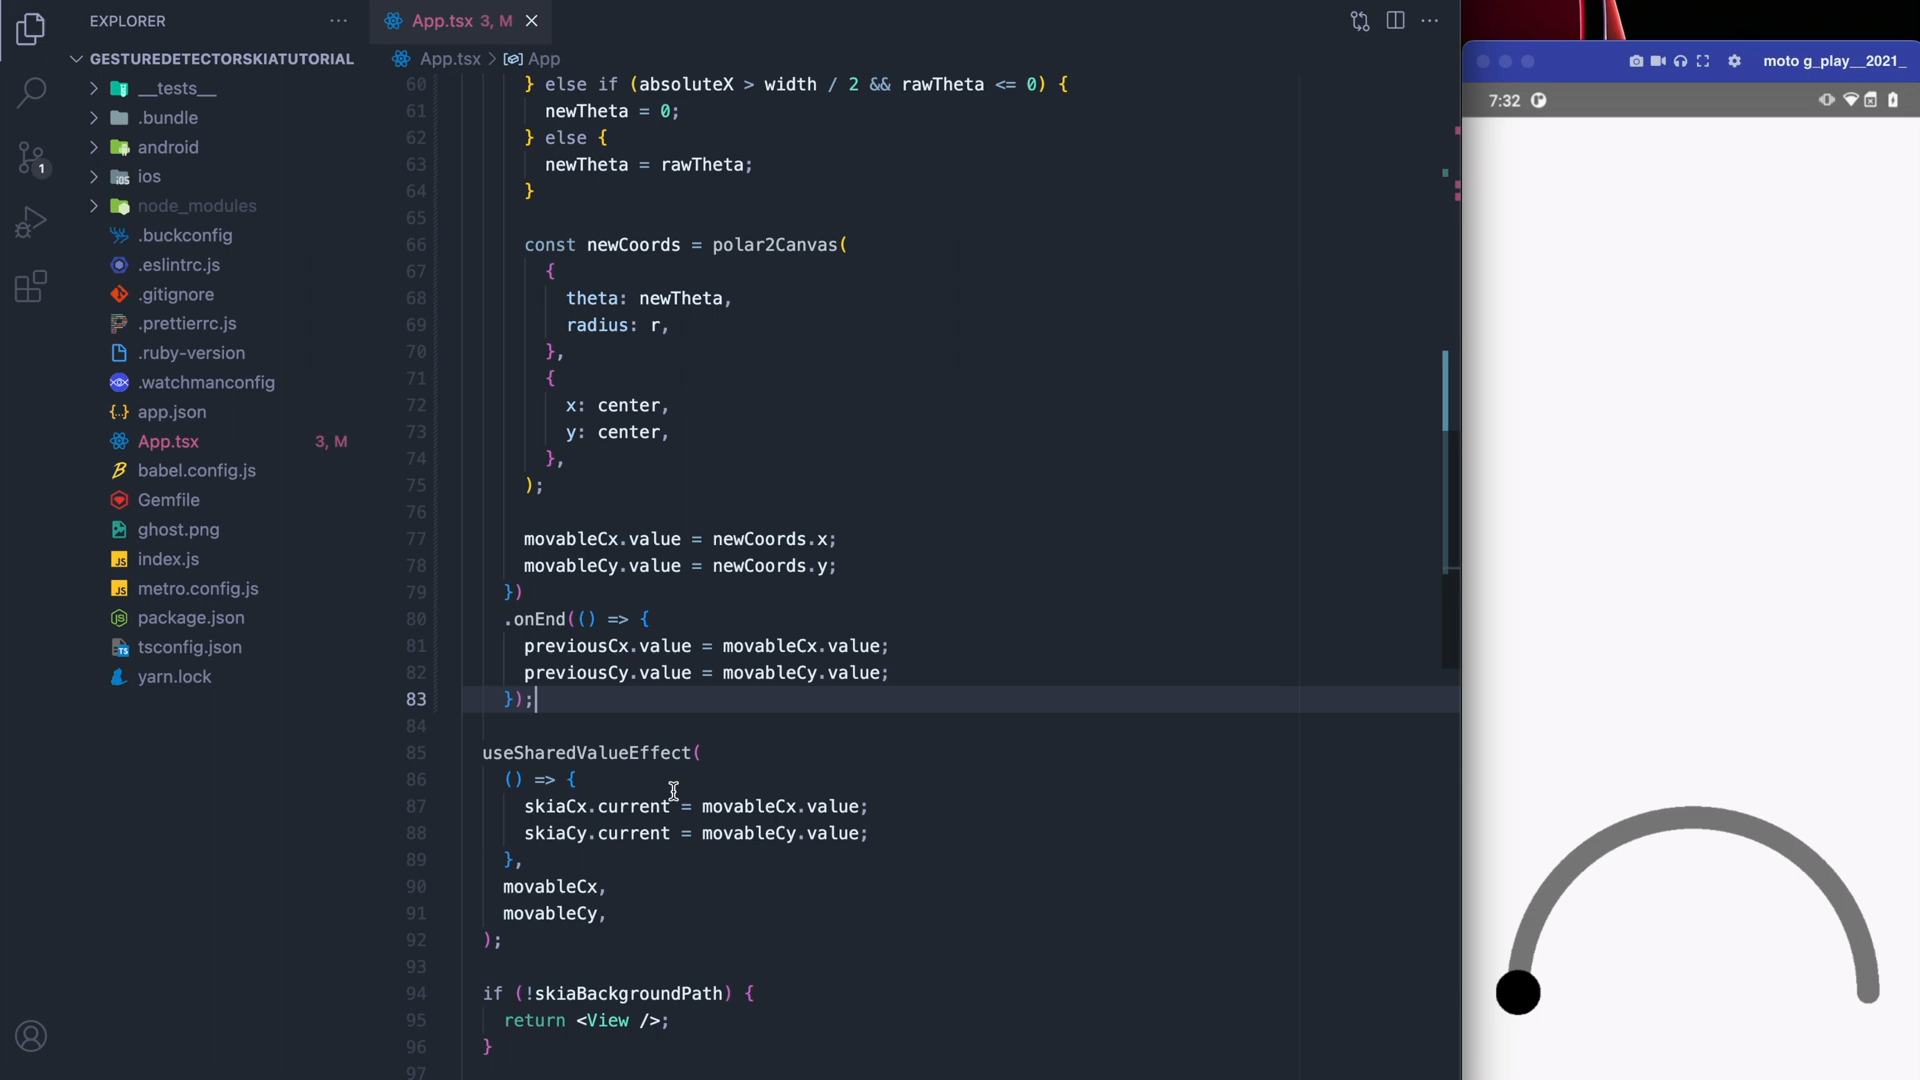 EXPLORER
GESTUREDETECTORSKIATUTORIAL
__tests__
.bundle
android
ios
node_modules
.buckconfig
.eslintrc.js
.gitignore
.prettierrc.js
.ruby-version
.watchmanconfig
app.json
App.tsx 3, M
babel.config.js
Gemfile
ghost.png
index.js
metro.config.js
package.json
tsconfig.json
yarn.lock
1
App.tsx 3, M
App.tsx > App
60 } else if (absoluteX > width / 2 && rawTheta <= 0) {
61 newTheta = 0;
62 } else {
63 newTheta = rawTheta;
64 }
65
66 const newCoords = polar2Canvas(
67 {
68 theta: newTheta,
69 radius: r,
70 },
71 {
72 x: center,
73 y: center,
74 },
75 );
76
77 movableCx.value = newCoords.x;
78 movableCy.value = newCoords.y;
79 })
80 .onEnd(() => {
81 previousCx.value = movableCx.value;
82 previousCy.value = movableCy.value;
83 });
84
85 useSharedValueEffect(
86 () => {
87 skiaCx.current = movableCx.value;
88 skiaCy.current = movableCy.value;
89 },
90 movableCx,
91 movableCy,
92 );
93
94 if (!skiaBackgroundPath) {
95 return <View />;
96 }
97
moto g_play__2021_
7:32